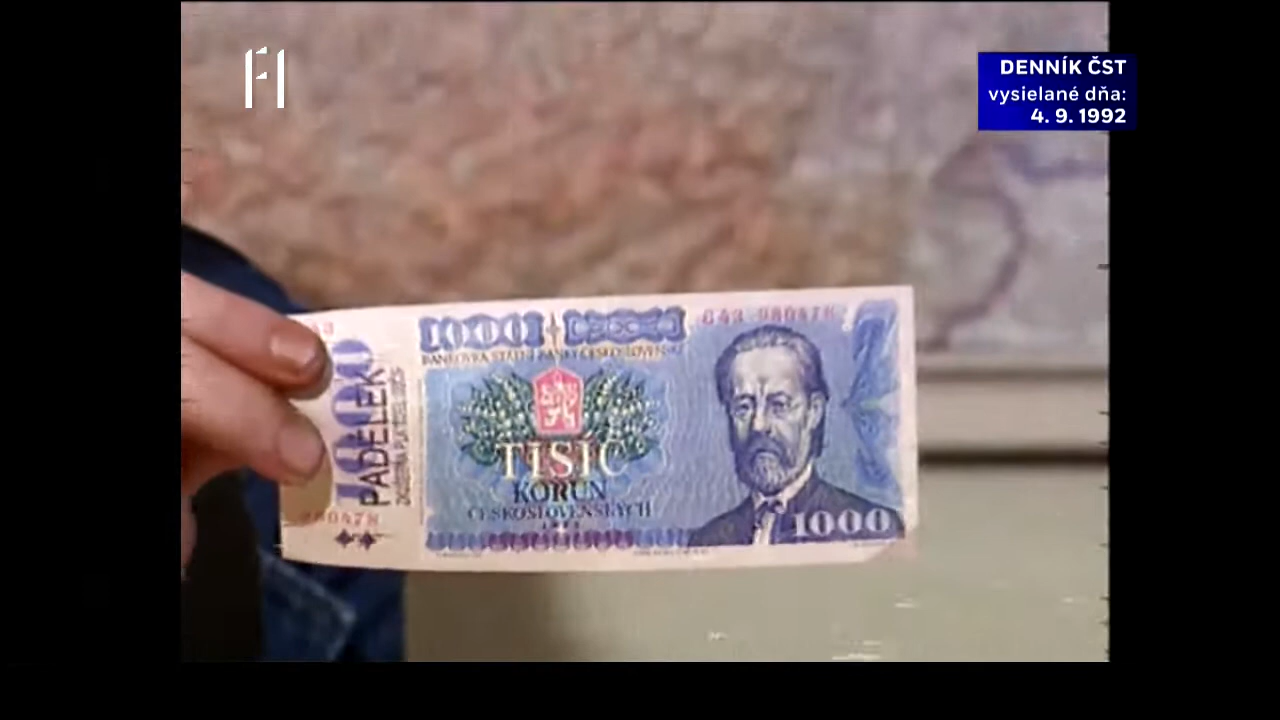 DENNÍK ČST
vysielané dňa:
4. 9. 1992
1000
C43 980478
BANKOVKA STÁTNÍ BANKY ČESKOSLOVENSKÉ
1000
PADĚLEK
TISÍC
KORUN
ČESKOSLOVENSKÝCH
1000